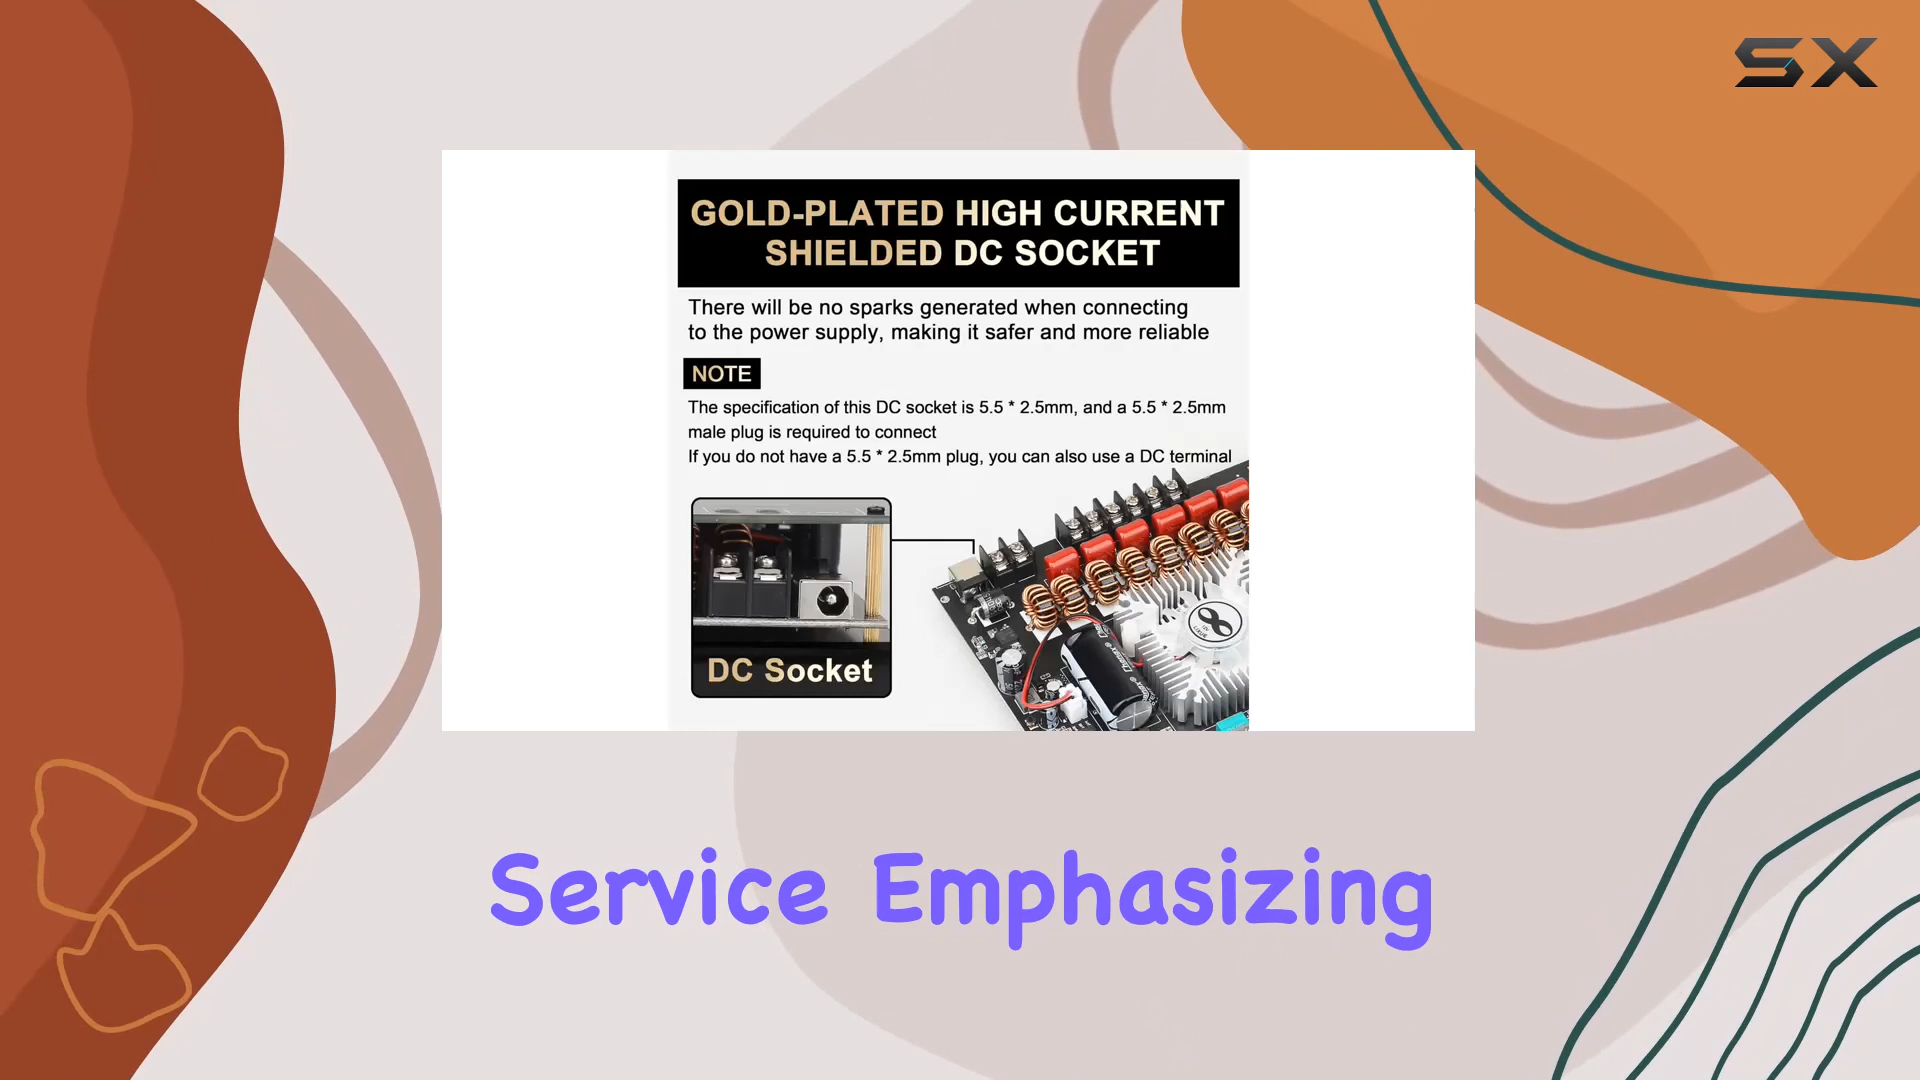 SX
GOLD-PLATED HIGH CURRENT
SHIELDED DC SOCKET
There will be no sparks generated when connecting
to the power supply, making it safer and more reliable
NOTE
The specification of this DC socket is 5.5 * 2.5mm, and a 5.5 * 2.5mm
male plug is required to connect
If you do not have a 5.5 * 2.5mm plug, you can also use a DC terminal
DC Socket
Service Emphasizing